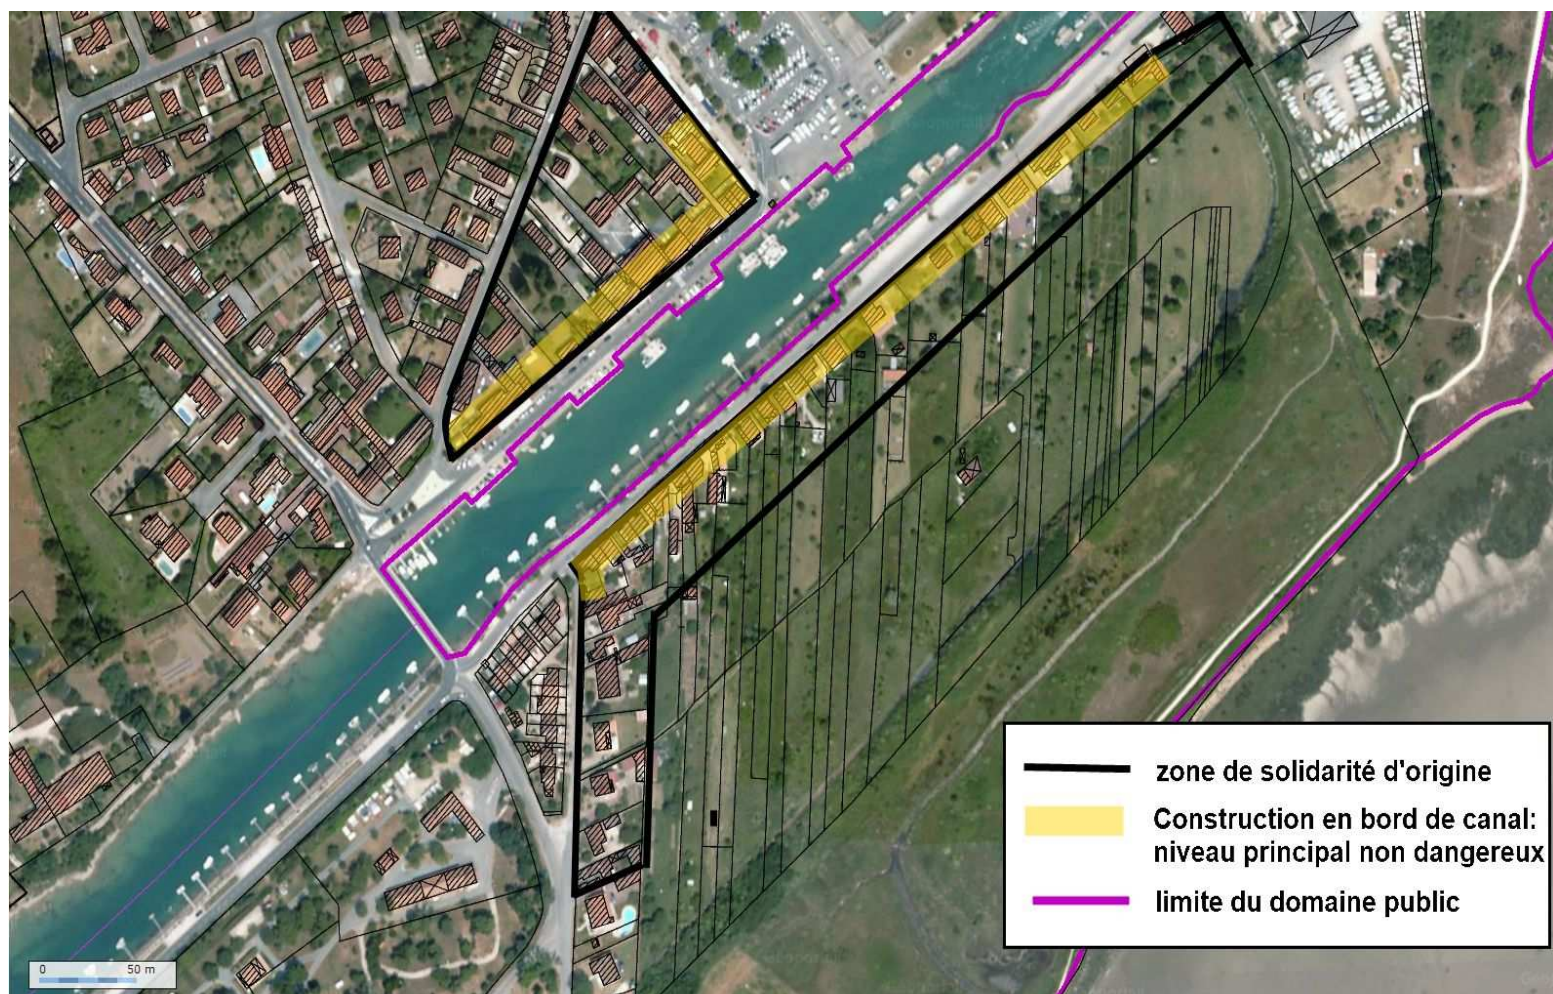 zone de solidarité d'origine
Construction en bord de canal:
niveau principal non dangereux
limite du domaine public
0 50 m